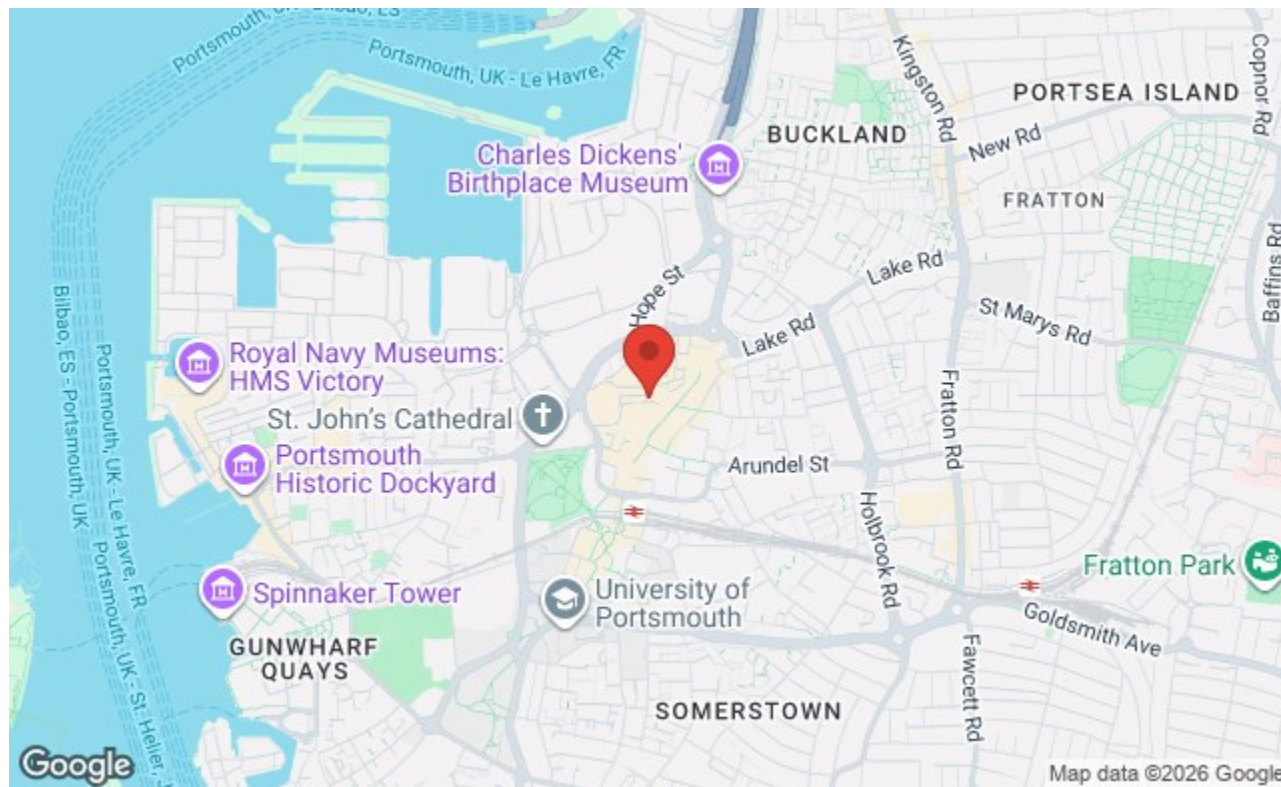 Portsmouth, UK - Bilbao, ES
Portsmouth, UK - Le Havre, FR
Kingston Rd
Copnor Rd
PORTSEA ISLAND
BUCKLAND
New Rd
Charles Dickens'
Birthplace Museum
FRATTON
Baffins Rd
Lake Rd
Hope St
St Marys Rd
Lake Rd
Bilbao, ES - Portsmouth, UK
Portsmouth, UK - Le Havre, FR
Royal Navy Museums:
HMS Victory
St. John's Cathedral
Fratton Rd
Portsmouth
Historic Dockyard
Arundel St
Holbrook Rd
Fratton Park
Spinnaker Tower
University of
Portsmouth
Goldsmith Ave
GUNWHARF
QUAYS
Fawcett Rd
Portsmouth, UK - St. Helier, J
SOMERSTOWN
Google
Map data ©2026 Google